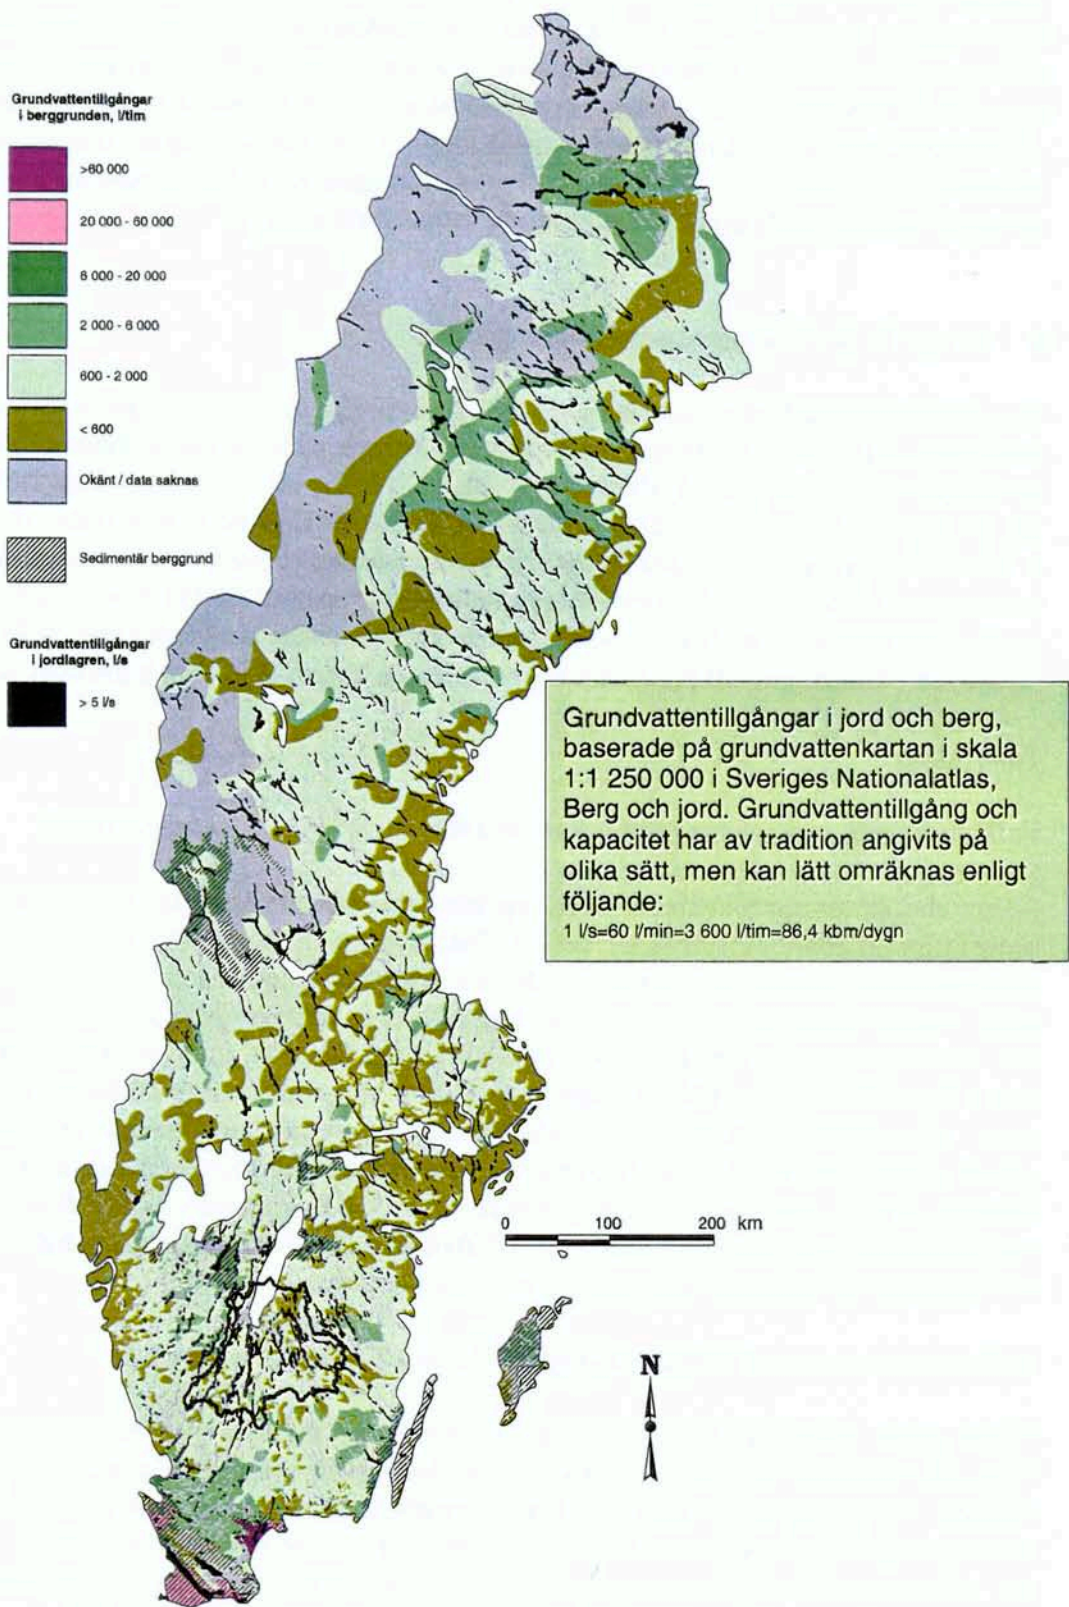 Grundvattentillgångar
i berggrunden, l/tim
>60 000
20 000 - 60 000
6 000 - 20 000
2 000 - 6 000
600 - 2 000
< 600
Okänt / data saknas
Sedimentär berggrund
Grundvattentillgångar
i jordlagren, l/s
> 5 l/s
Grundvattentillgångar i jord och berg,
baserade på grundvattenkartan i skala
1:1 250 000 i Sveriges Nationalatlas,
Berg och jord. Grundvattentillgång och
kapacitet har av tradition angivits på
olika sätt, men kan lätt omräknas enligt
följande:
1 l/s=60 l/min=3 600 l/tim=86,4 kbm/dygn
0 100 200 km
N